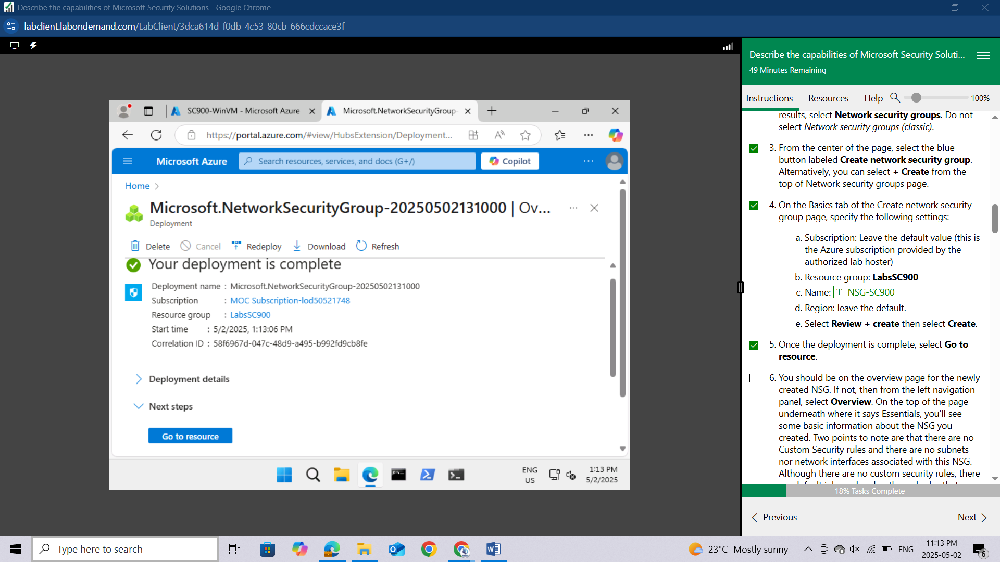 Describe the capabilities of Microsoft Security Solutions - Google Chrome
labclient.labondemand.com/LabClient/3dca614d-f0db-4c53-80cb-666cdccace3f
SC900-WinVM - Microsoft Azure
Microsoft.NetworkSecurityGroup-
https://portal.azure.com/#view/HubsExtension/Deployment...
Microsoft Azure
Search resources, services, and docs (G+/)
Copilot
Home
Microsoft.NetworkSecurityGroup-20250502131000 | Ov...
Deployment
Delete
Cancel
Redeploy
Download
Refresh
Your deployment is complete
Deployment name : Microsoft.NetworkSecurityGroup-20250502131000
Subscription : MOC Subscription-lod50521748
Resource group : LabsSC900
Start time : 5/2/2025, 1:13:06 PM
Correlation ID : 58f6967d-047c-48d9-a495-b992fd9cb8fe
Deployment details
Next steps
Go to resource
ENG
US
1:13 PM
5/2/2025
Describe the capabilities of Microsoft Security Soluti...
49 Minutes Remaining
Instructions
Resources
Help
100%
results, select Network security groups. Do not
select Network security groups (classic).
3. From the center of the page, select the blue
button labeled Create network security group.
Alternatively, you can select + Create from the
top of Network security groups page.
4. On the Basics tab of the Create network security
group page, specify the following settings:
a. Subscription: Leave the default value (this is
the Azure subscription provided by the
authorized lab hoster)
b. Resource group: LabsSC900
c. Name: T NSG-SC900
d. Region: leave the default.
e. Select Review + create then select Create.
5. Once the deployment is complete, select Go to
resource.
6. You should be on the overview page for the newly
created NSG. If not, then from the left navigation
panel, select Overview. On the top of the page
underneath where it says Essentials, you'll see
some basic information about the NSG you
created. Two points to note are that there are no
Custom Security rules and there are no subnets
nor network interfaces associated with this NSG.
Although there are no custom security rules, there
are default inbound and outbound rules that are
18% Tasks Complete
Previous
Next
Type here to search
23°C Mostly sunny
ENG
11:13 PM
2025-05-02
6